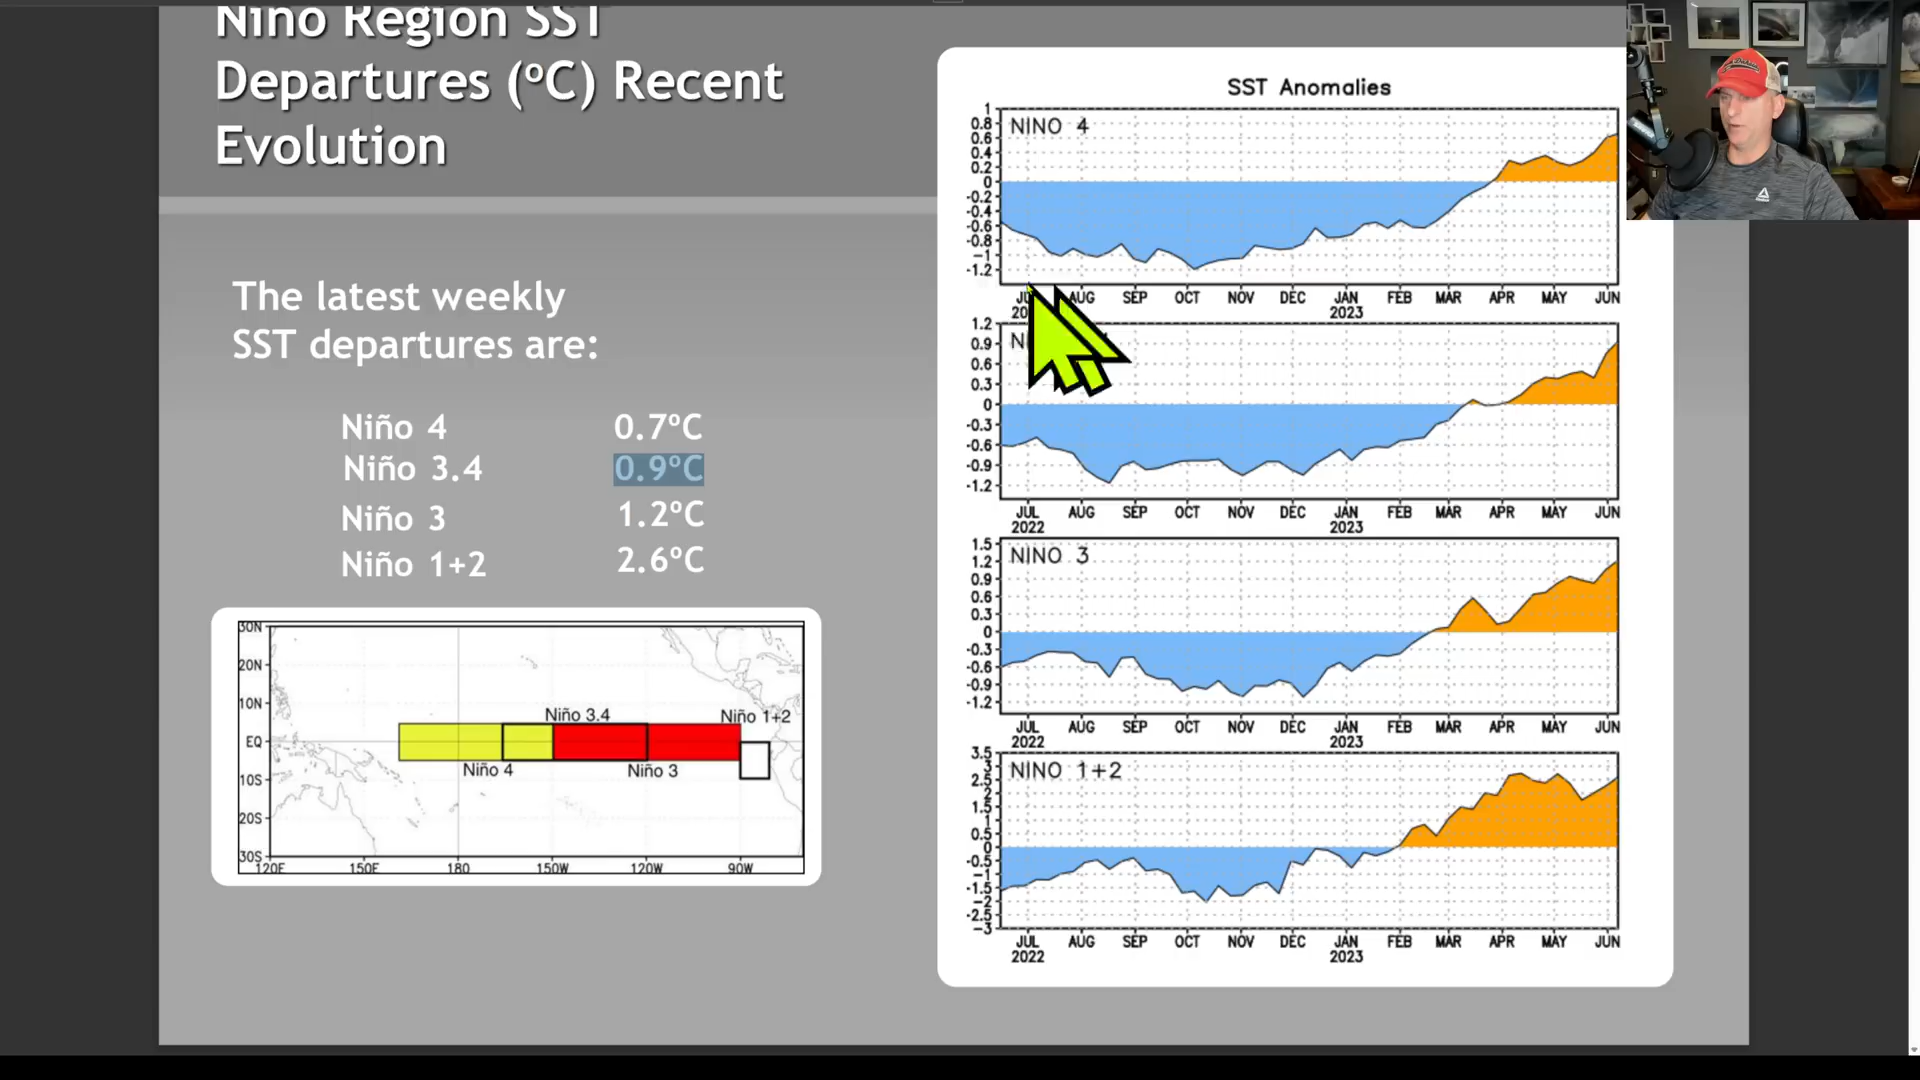 Nino Region SST
Departures (ºC) Recent
Evolution
The latest weekly
SST departures are:
Niño 4 0.7ºC
Niño 3.4 0.9ºC
Niño 3 1.2ºC
Niño 1+2 2.6ºC
30N
20N
10N
EQ
10S
20S
30S
120E 150E 180 150W 120W 90W
Niño 3.4
Niño 1+2
Niño 4
Niño 3
SST Anomalies
NINO 4
1
0.8
0.6
0.4
0.2
0
-0.2
-0.4
-0.6
-0.8
-1
-1.2
AUG SEP OCT NOV DEC JAN FEB MAR APR MAY JUN
2023
1.2
0.9
0.6
0.3
0
-0.3
-0.6
-0.9
-1.2
JUL AUG SEP OCT NOV DEC JAN FEB MAR APR MAY JUN
2022 2023
NINO 3
1.5
1.2
0.9
0.6
0.3
0
-0.3
-0.6
-0.9
-1.2
JUL AUG SEP OCT NOV DEC JAN FEB MAR APR MAY JUN
2022 2023
NINO 1+2
3.5
3
2.5
2
1.5
1
0.5
0
-0.5
-1
-1.5
-2
-2.5
-3
JUL AUG SEP OCT NOV DEC JAN FEB MAR APR MAY JUN
2022 2023